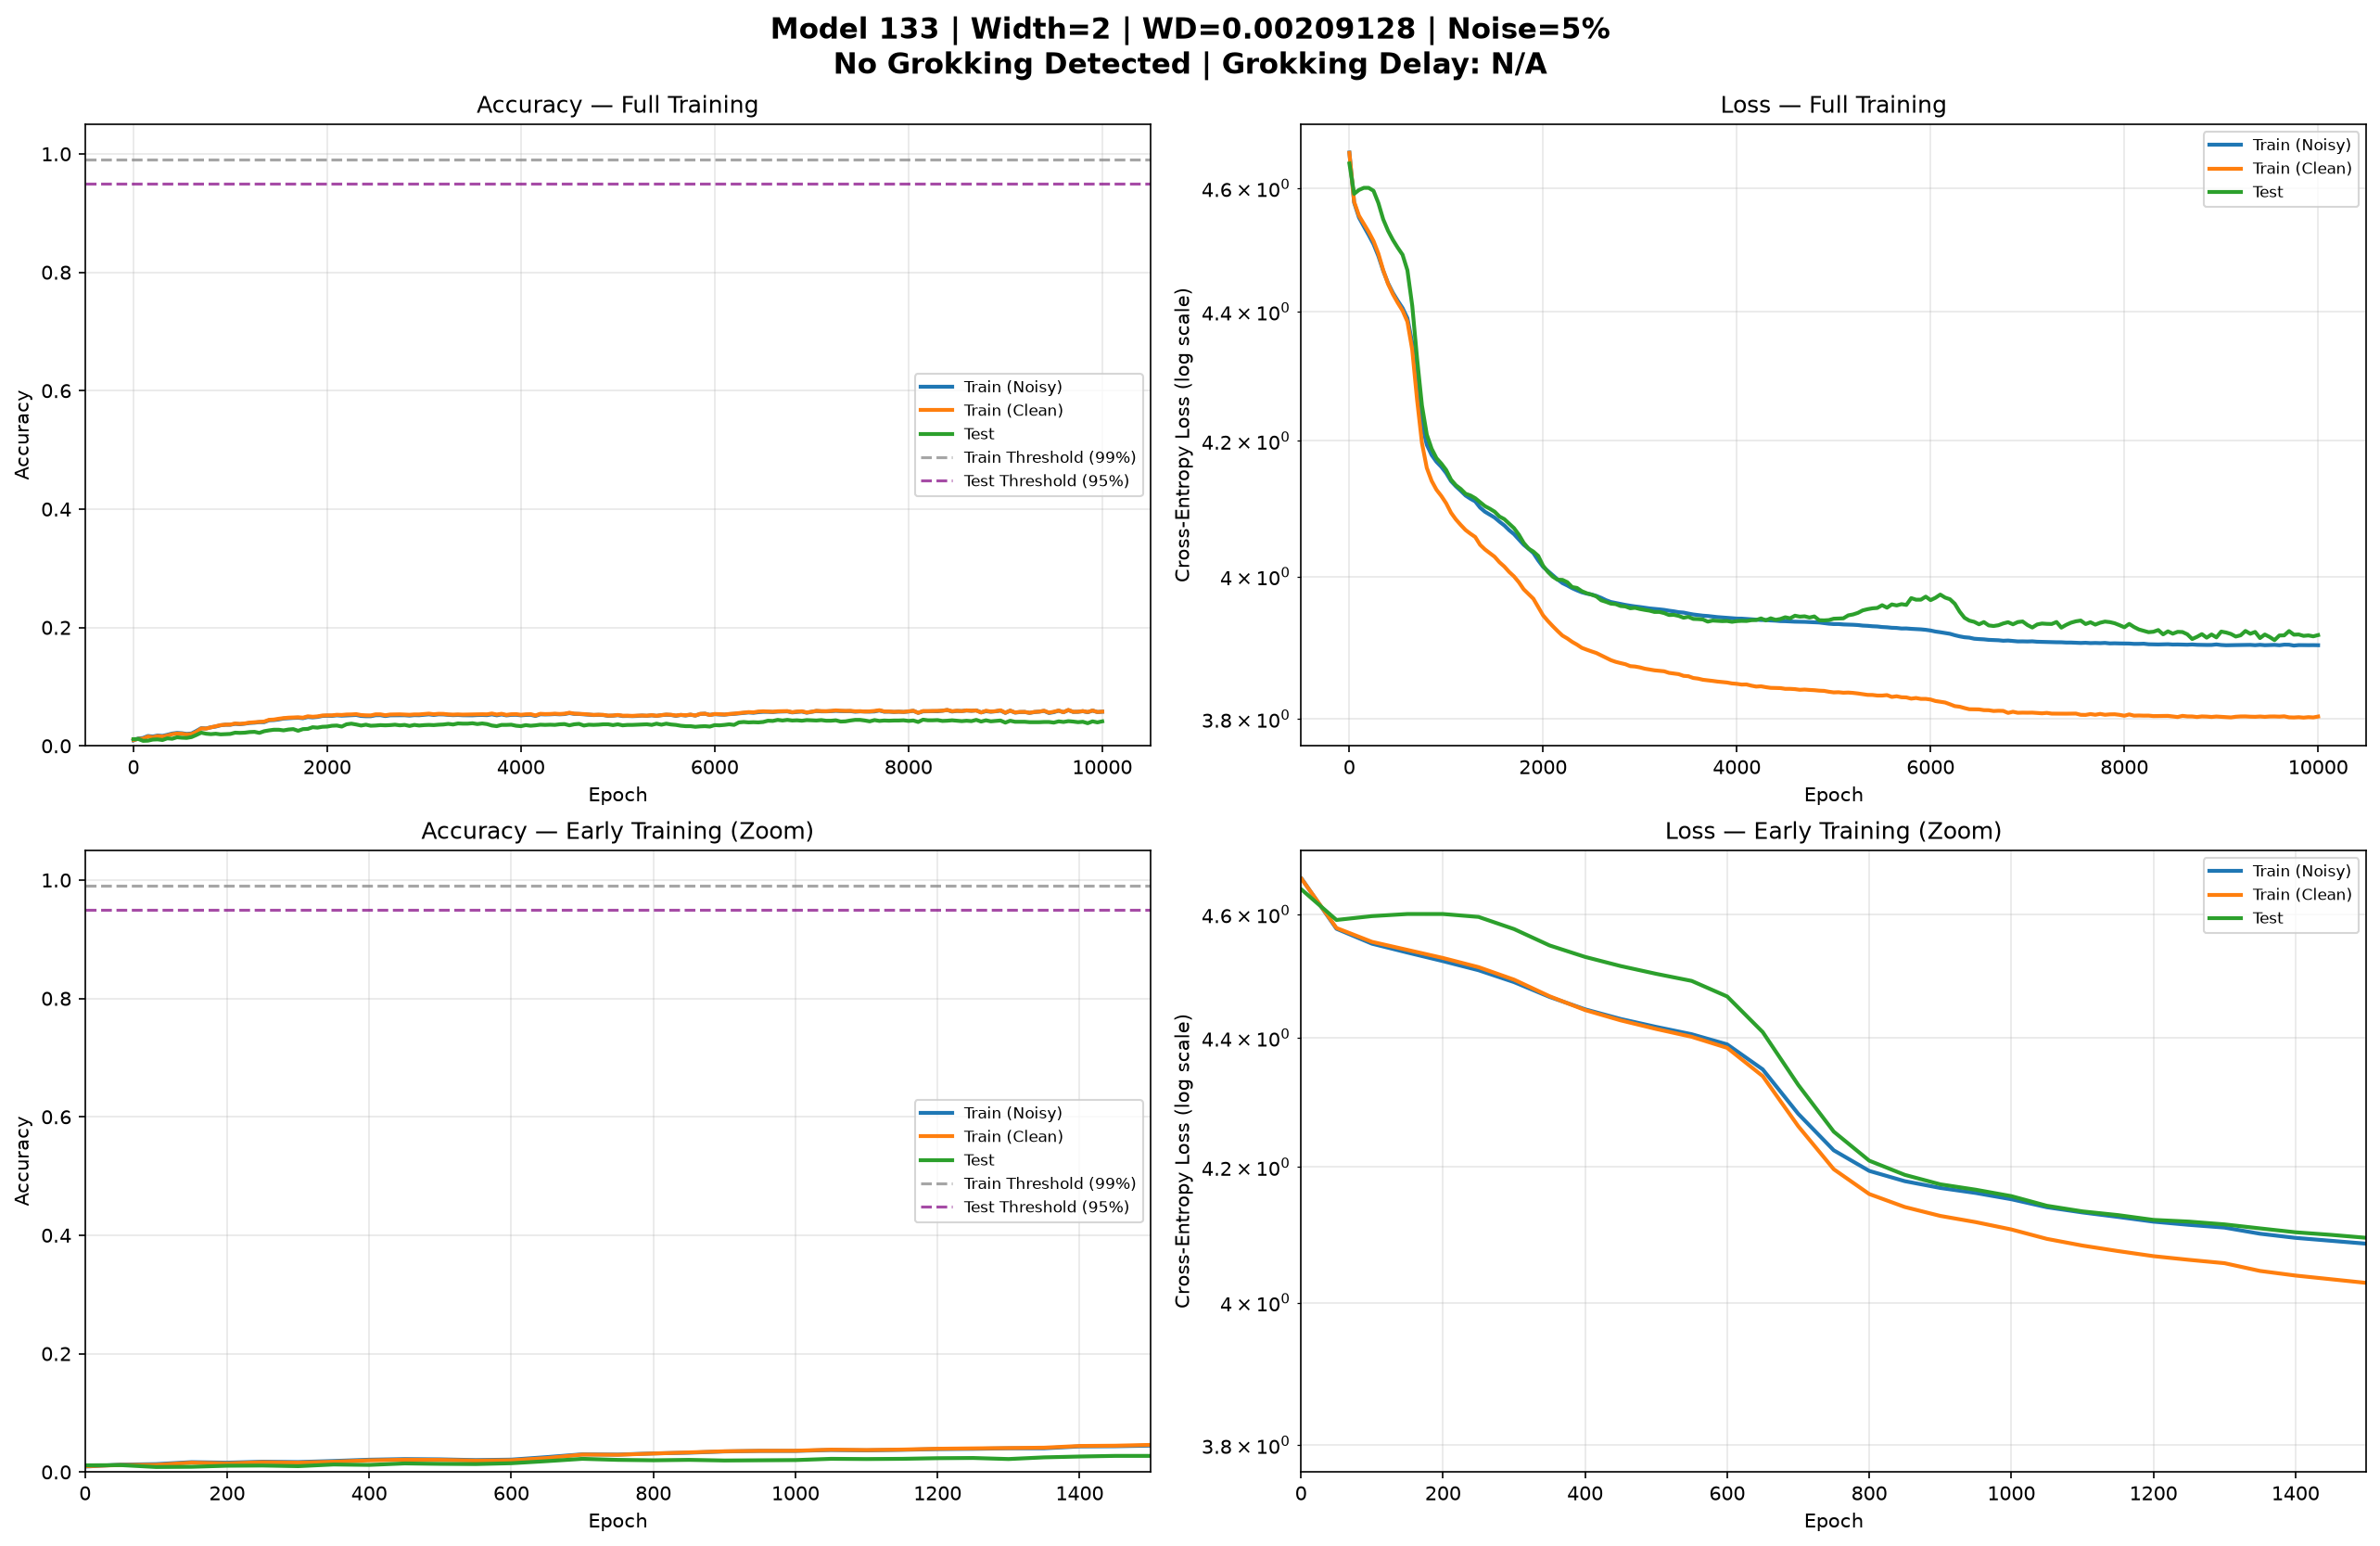 Model 133 | Width=2 | WD=0.00209128 | Noise=5%
No Grokking Detected | Grokking Delay: N/A
Accuracy — Full Training
Accuracy
1.0
0.8
0.6
0.4
0.2
0.0
0 2000 4000 6000 8000 10000
Epoch
Train (Noisy)
Train (Clean)
Test
Train Threshold (99%)
Test Threshold (95%)
Loss — Full Training
Cross-Entropy Loss (log scale)
4.6 × 10⁰
4.4 × 10⁰
4.2 × 10⁰
4 × 10⁰
3.8 × 10⁰
0 2000 4000 6000 8000 10000
Epoch
Train (Noisy)
Train (Clean)
Test
Accuracy — Early Training (Zoom)
Accuracy
1.0
0.8
0.6
0.4
0.2
0.0
0 200 400 600 800 1000 1200 1400
Epoch
Train (Noisy)
Train (Clean)
Test
Train Threshold (99%)
Test Threshold (95%)
Loss — Early Training (Zoom)
Cross-Entropy Loss (log scale)
4.6 × 10⁰
4.4 × 10⁰
4.2 × 10⁰
4 × 10⁰
3.8 × 10⁰
0 200 400 600 800 1000 1200 1400
Epoch
Train (Noisy)
Train (Clean)
Test